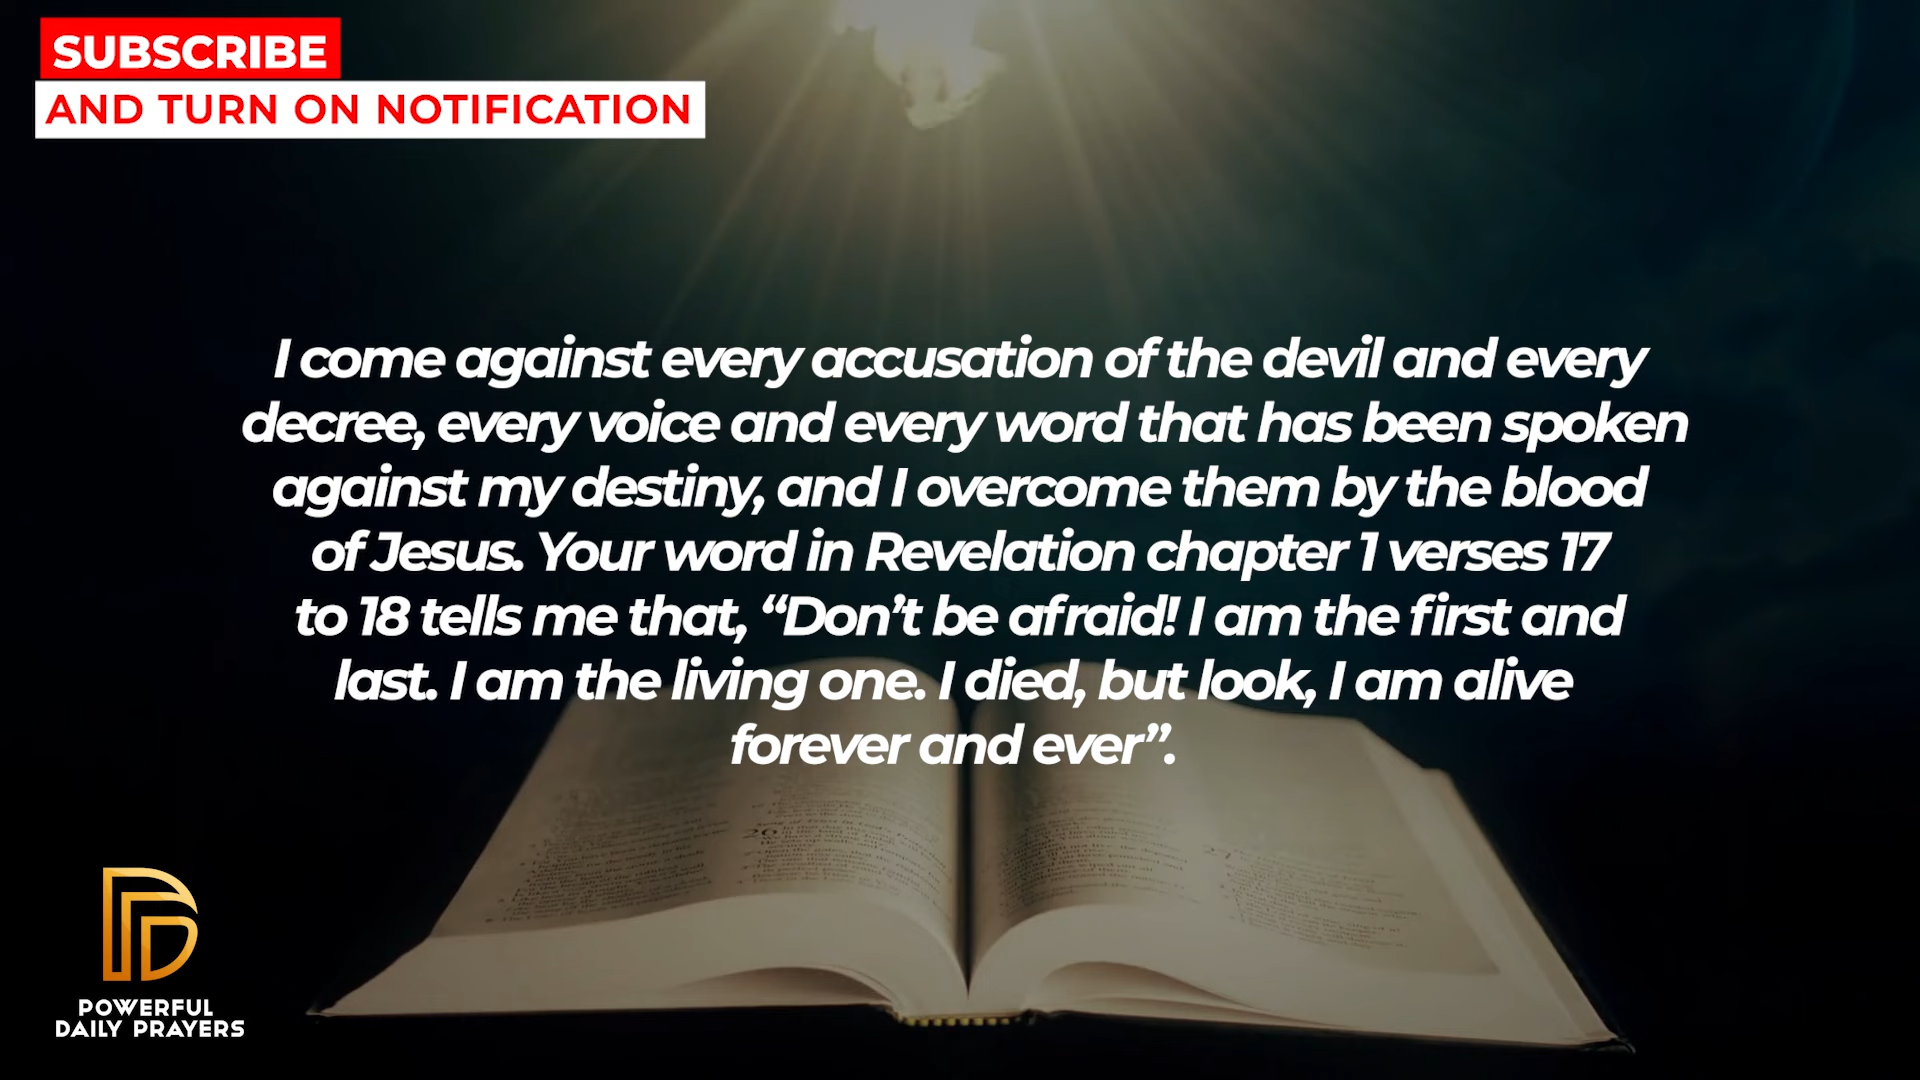 SUBSCRIBE
AND TURN ON NOTIFICATION
I come against every accusation of the devil and every
decree, every voice and every word that has been spoken
against my destiny, and I overcome them by the blood
of Jesus. Your word in Revelation chapter 1 verses 17
to 18 tells me that, “Don’t be afraid! I am the first and
last. I am the living one. I died, but look, I am alive
forever and ever”.
26
POWERFUL
DAILY PRAYERS